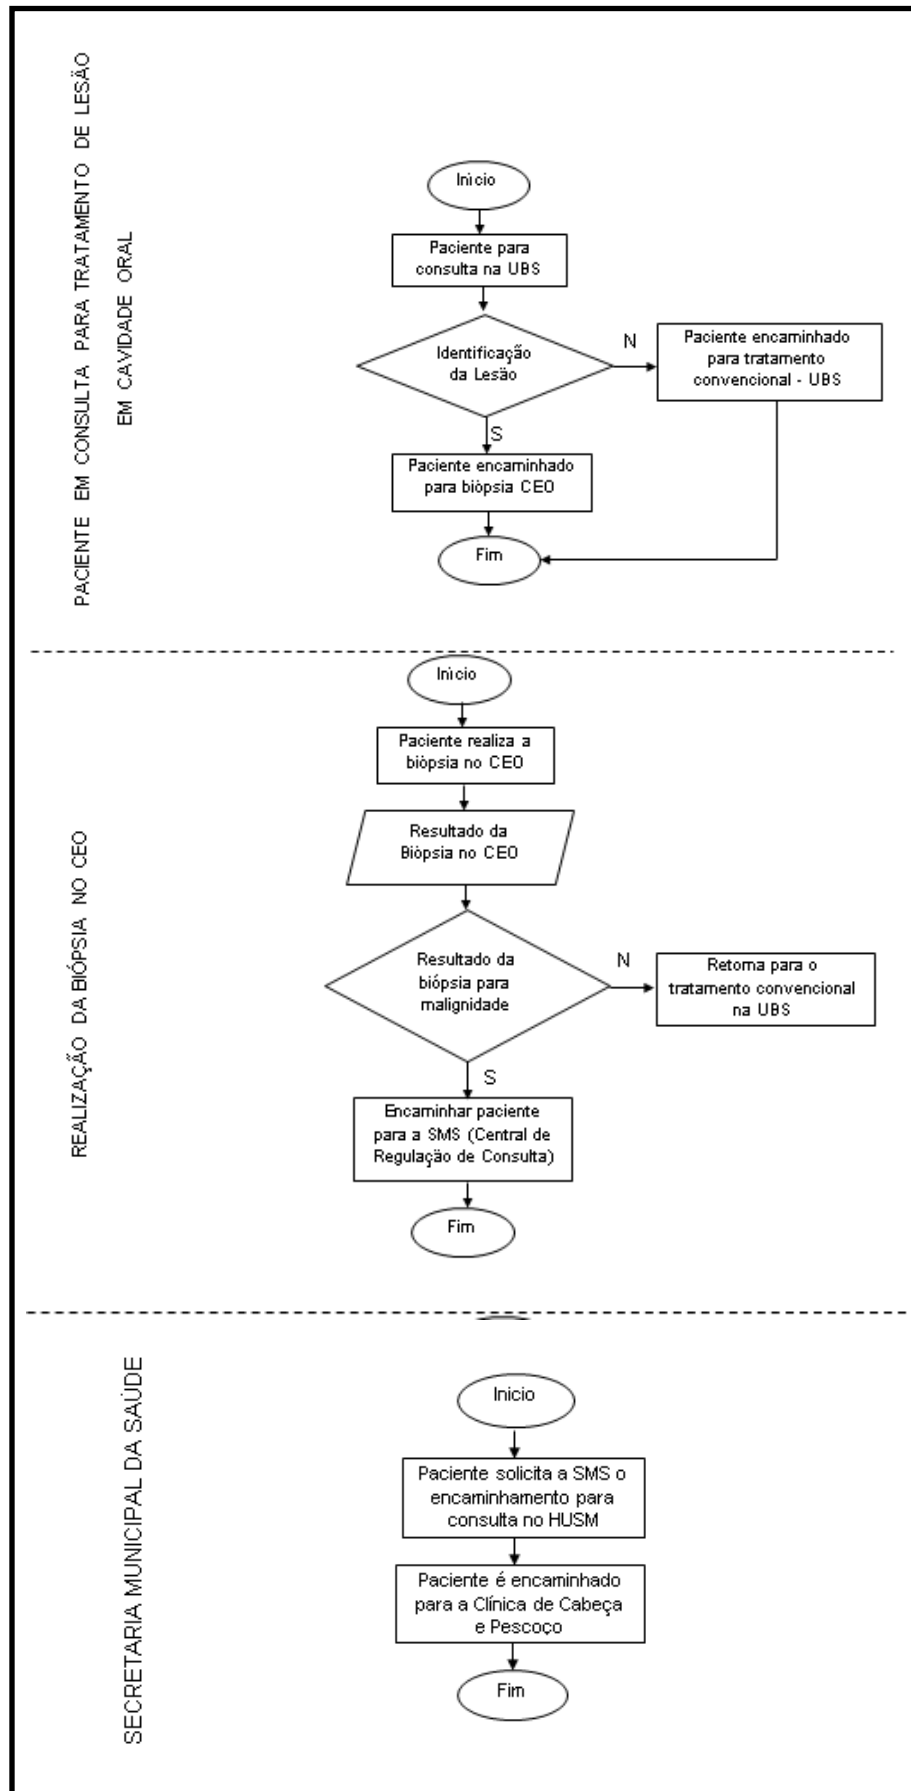 PACIENTE EM CONSULTA PARA TRATAMENTO DE LESÃO
EM CAVIDADE ORAL
Inicio
Paciente para
consulta na UBS
Identificação
da Lesão
N
Paciente encaminhado
para tratamento
convencional - UBS
S
Paciente encaminhado
para biópsia CEO
Fim
REALIZAÇÃO DA BIÓPSIA NO CEO
Inicio
Paciente realiza a
biópsia no CEO
Resultado da
Biópsia no CEO
Resultado da
biópsia para
malignidade
N
Retorna para o
tratamento convencional
na UBS
S
Encaminhar paciente
para a SMS (Central de
Regulação de Consulta)
Fim
SECRETARIA MUNICIPAL DA SAÚDE
Inicio
Paciente solicita a SMS o
encaminhamento para
consulta no HUSM
Paciente é encaminhado
para a Clínica de Cabeça
e Pescoço
Fim